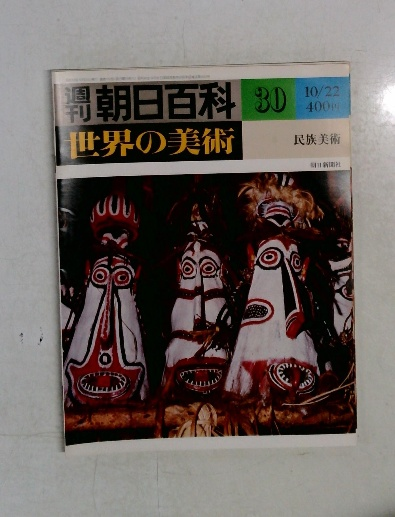 週刊朝日百科
30
10/22
400円
世界の美術
民族美術
朝日新聞社